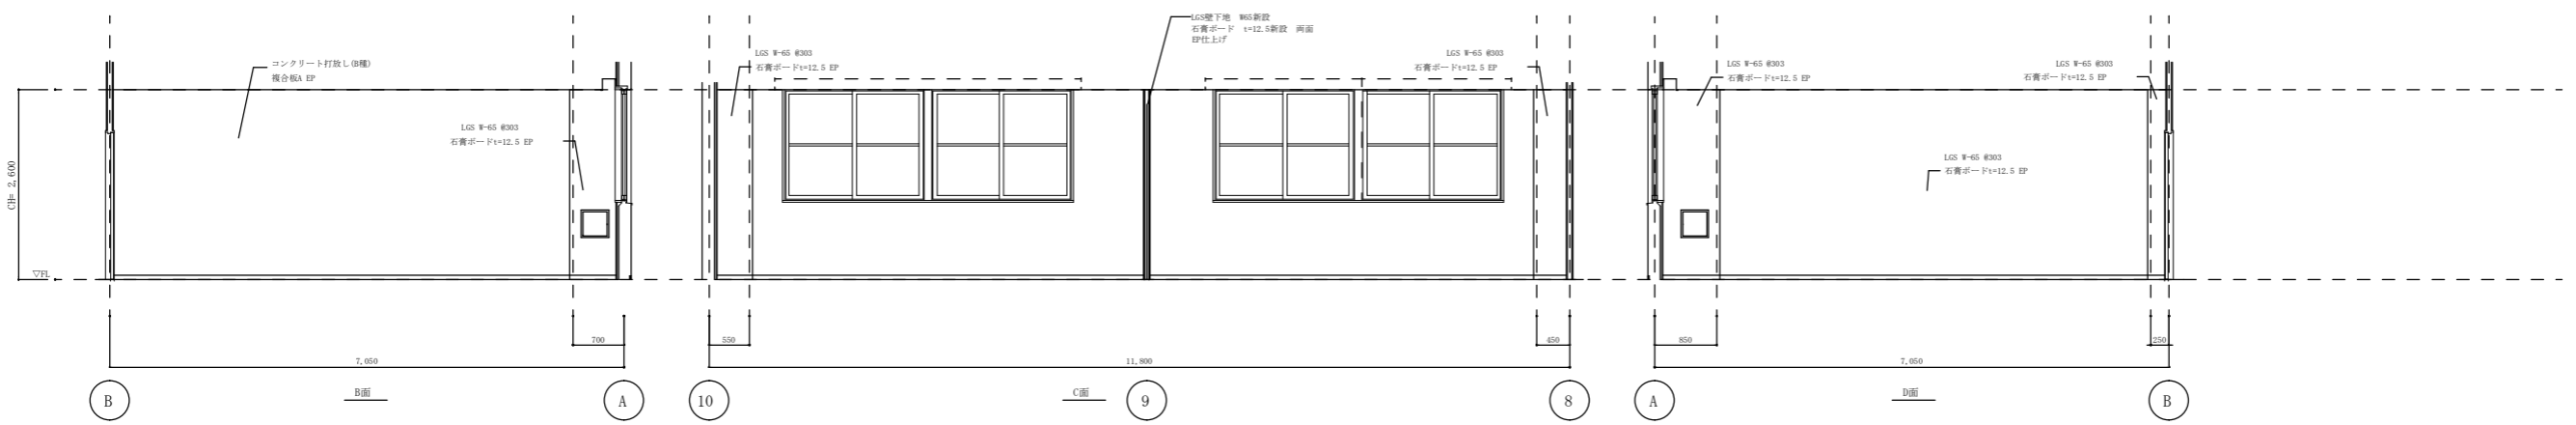 コンクリート打放し(B種)
複合板A EP
LGS W-65 @303
石膏ボードt=12.5 EP
CH= 2,600
▽FL
700
7,050
B
B面
A
LGS W-65 @303
石膏ボードt=12.5 EP
LGS壁下地 W65新設
石膏ボード t=12.5新設 両面
EP仕上げ
LGS W-65 @303
石膏ボードt=12.5 EP
550
450
11,800
10
C面
9
8
LGS W-65 @303
石膏ボードt=12.5 EP
LGS W-65 @303
石膏ボードt=12.5 EP
LGS W-65 @303
石膏ボードt=12.5 EP
850
250
7,050
A
D面
B